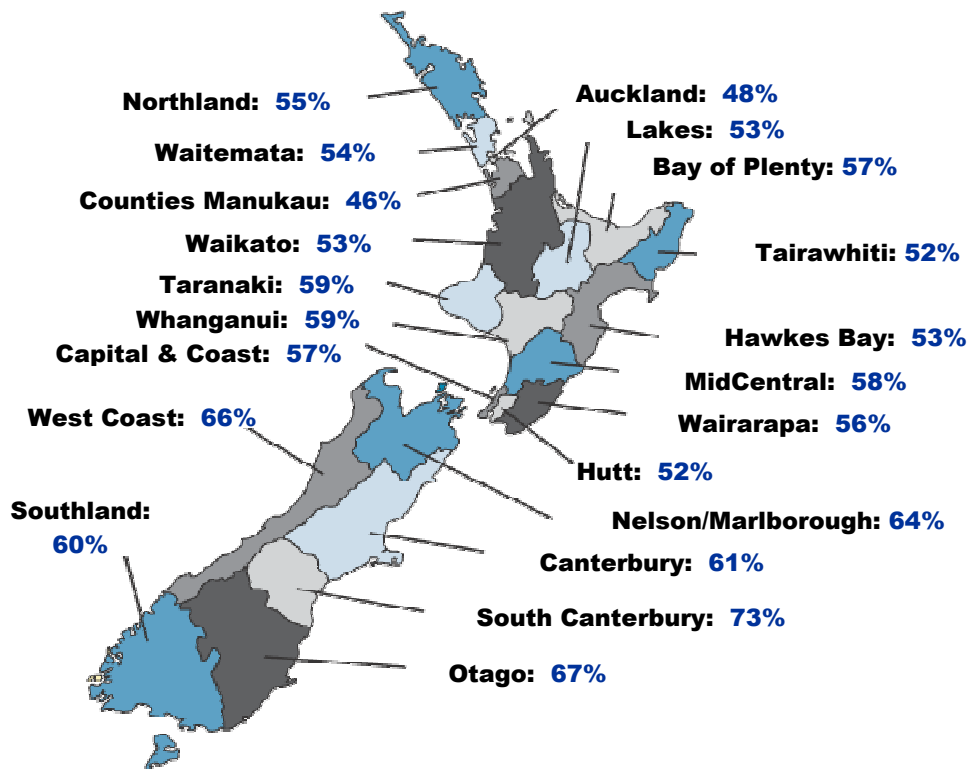 Northland: 55%
Waitemata: 54%
Counties Manukau: 46%
Waikato: 53%
Taranaki: 59%
Whanganui: 59%
Capital & Coast: 57%
West Coast: 66%
Southland:
60%
Auckland: 48%
Lakes: 53%
Bay of Plenty: 57%
Tairawhiti: 52%
Hawkes Bay: 53%
MidCentral: 58%
Wairarapa: 56%
Hutt: 52%
Nelson/Marlborough: 64%
Canterbury: 61%
South Canterbury: 73%
Otago: 67%